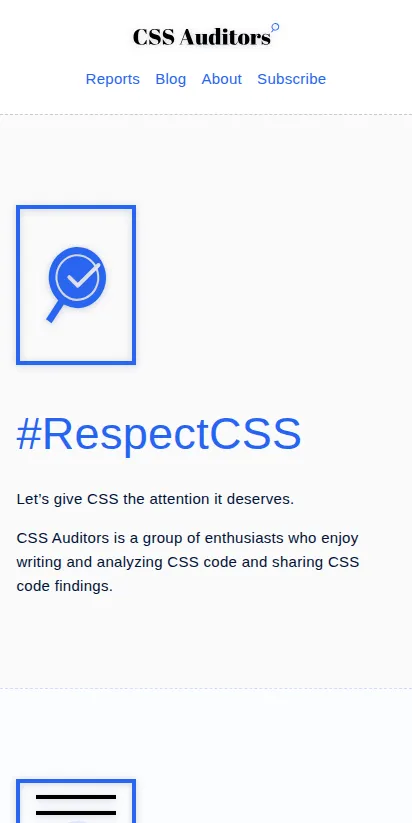 CSS Auditors
Reports Blog About Subscribe
#RespectCSS
Let’s give CSS the attention it deserves.
CSS Auditors is a group of enthusiasts who enjoy
writing and analyzing CSS code and sharing CSS
code findings.